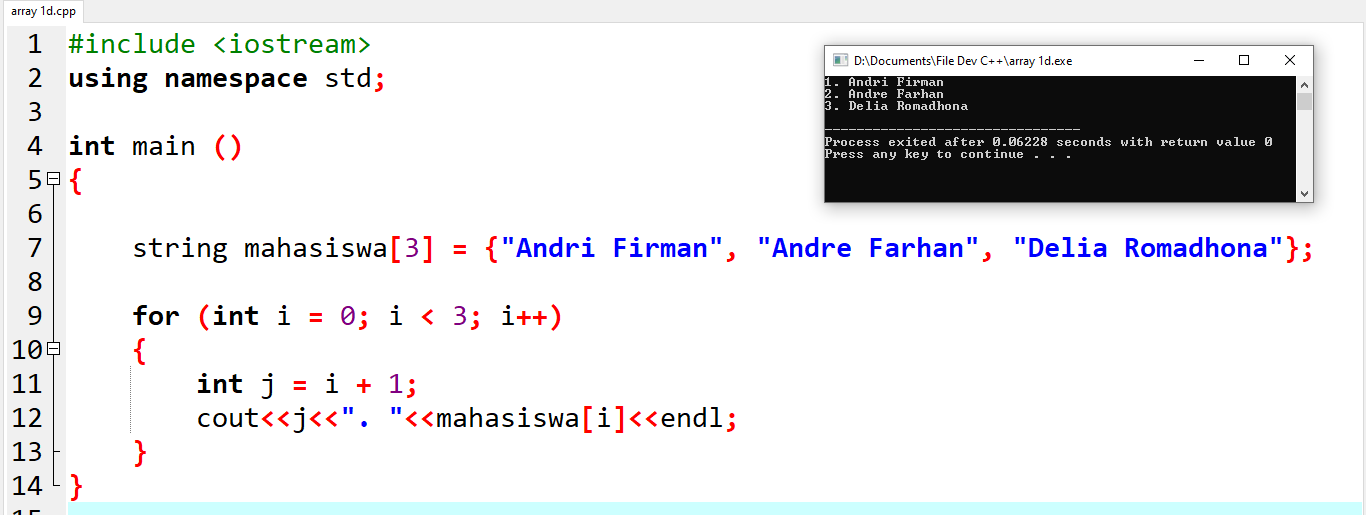 array 1d.cpp
1 #include <iostream>
2 using namespace std;
3
4 int main ()
5 {
6
7 string mahasiswa[3] = {"Andri Firman", "Andre Farhan", "Delia Romadhona"};
8
9 for (int i = 0; i < 3; i++)
10 {
11 int j = i + 1;
12 cout<<j<<". "<<mahasiswa[i]<<endl;
13 }
14 }
15
D:\Documents\File Dev C++\array 1d.exe
1. Andri Firman
2. Andre Farhan
3. Delia Romadhona
--------------------------------
Process exited after 0.06228 seconds with return value 0
Press any key to continue . . .